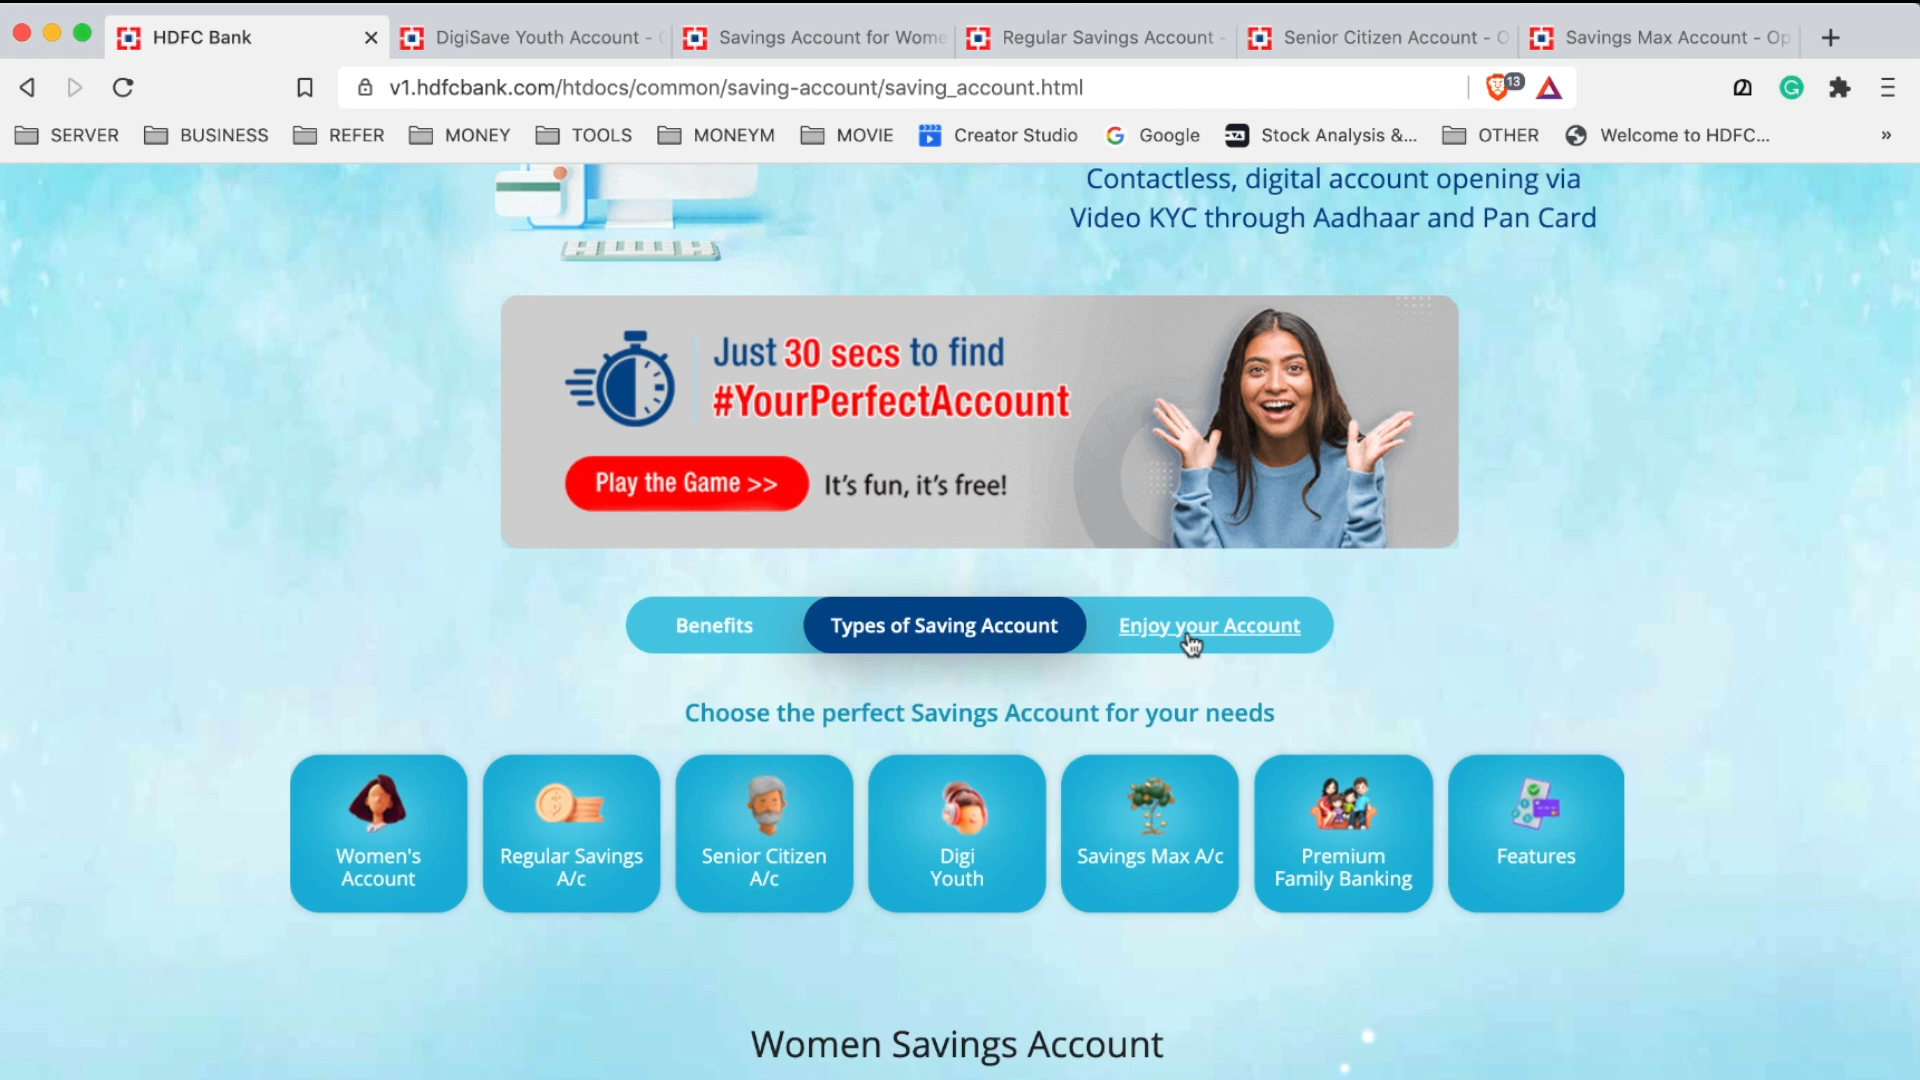 HDFC Bank
DigiSave Youth Account -
Savings Account for Wome
Regular Savings Account -
Senior Citizen Account - O
Savings Max Account - Op
v1.hdfcbank.com/htdocs/common/saving-account/saving_account.html
13
SERVER
BUSINESS
REFER
MONEY
TOOLS
MONEYM
MOVIE
Creator Studio
Google
Stock Analysis &...
OTHER
Welcome to HDFC...
»
Contactless, digital account opening via
Video KYC through Aadhaar and Pan Card
Just 30 secs to find
#YourPerfectAccount
Play the Game >>
It's fun, it's free!
Benefits
Types of Saving Account
Enjoy your Account
Choose the perfect Savings Account for your needs
Women's
Account
Regular Savings
A/c
Senior Citizen
A/c
Digi
Youth
Savings Max A/c
Premium
Family Banking
Features
Women Savings Account